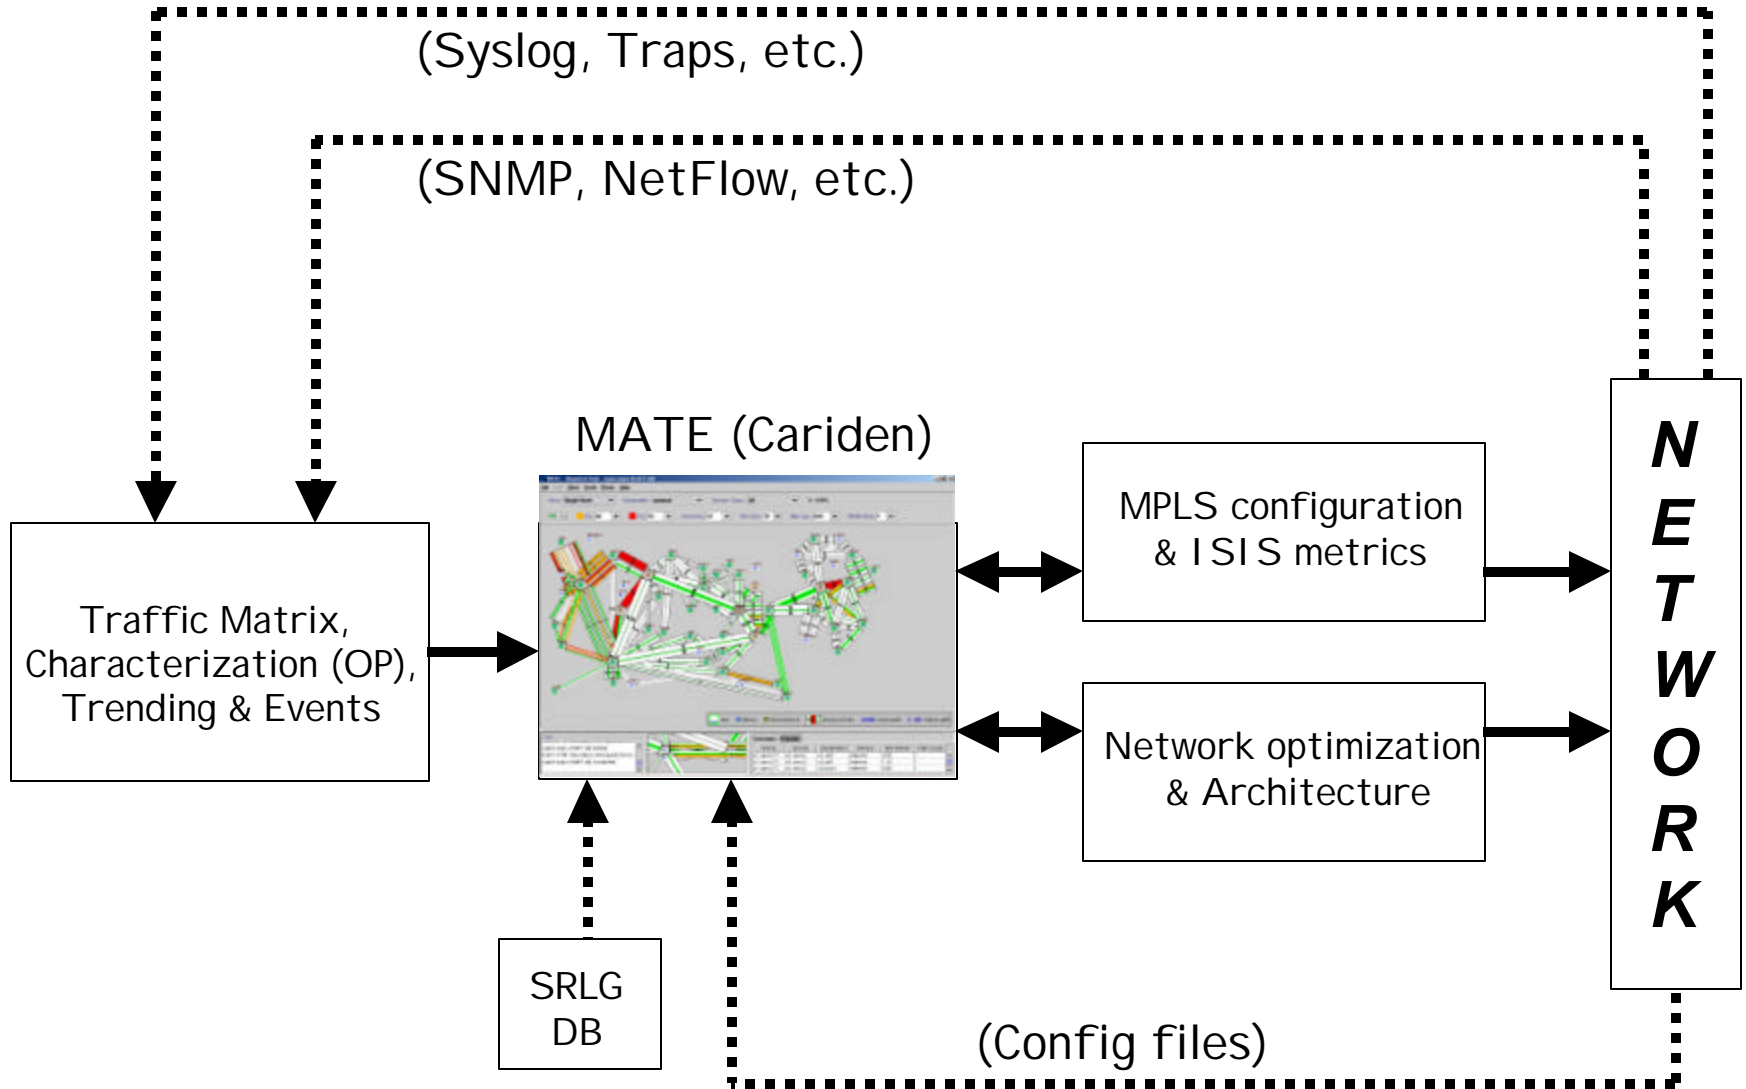 (Syslog, Traps, etc.)
(SNMP, NetFlow, etc.)
MATE (Cariden)
Traffic Matrix,
Characterization (OP),
Trending & Events
MPLS configuration
& ISIS metrics
Network optimization
& Architecture
NETWORK
SRLG
DB
(Config files)